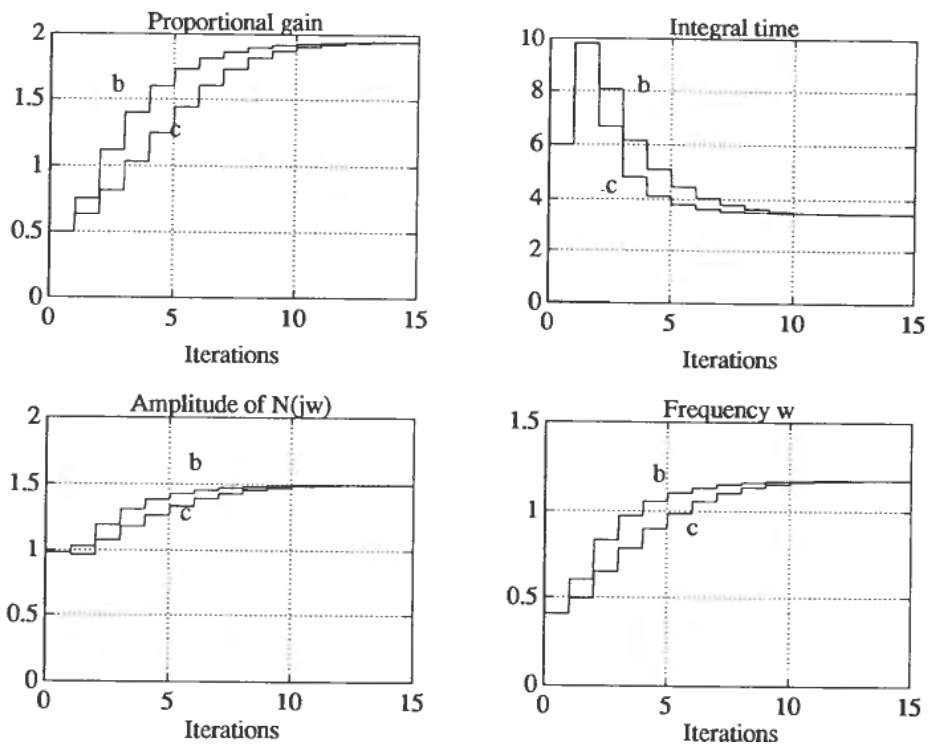 Proportional gain
2
1.5
1
0.5
0
b
c
0 5 10 15
Iterations
Integral time
10
8
6
4
2
0
b
c
0 5 10 15
Iterations
Amplitude of N(jw)
2
1.5
1
0.5
0
b
c
0 5 10 15
Iterations
Frequency w
1.5
1
0.5
0
b
c
0 5 10 15
Iterations